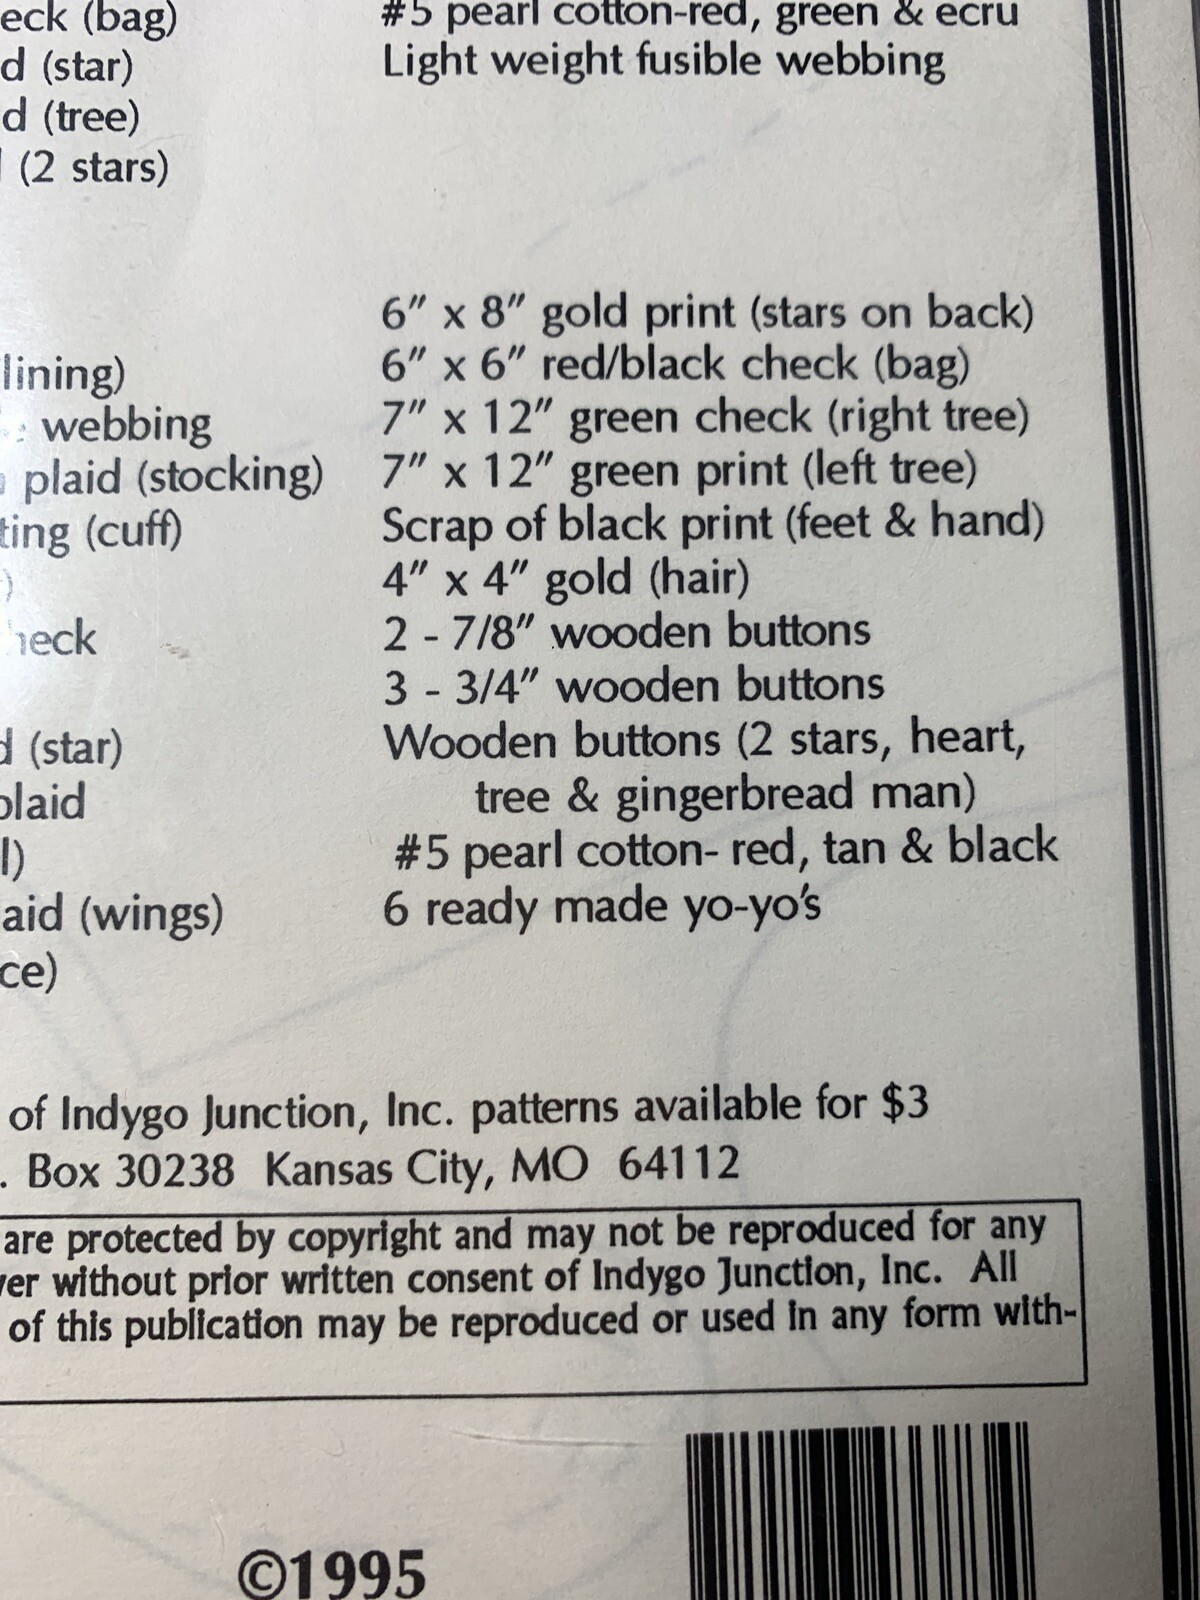 eck (bag)
d (star)
d (tree)
(2 stars)
#5 pearl cotton-red, green & ecru
Light weight fusible webbing
lining)
webbing
plaid (stocking)
ting (cuff)
)
heck
d (star)
plaid
l)
aid (wings)
ce)
6" x 8" gold print (stars on back)
6" x 6" red/black check (bag)
7" x 12" green check (right tree)
7" x 12" green print (left tree)
Scrap of black print (feet & hand)
4" x 4" gold (hair)
2 - 7/8" wooden buttons
3 - 3/4" wooden buttons
Wooden buttons (2 stars, heart,
tree & gingerbread man)
#5 pearl cotton- red, tan & black
6 ready made yo-yo's
of Indygo Junction, Inc. patterns available for $3
. Box 30238 Kansas City, MO 64112
are protected by copyright and may not be reproduced for any
ver without prior written consent of Indygo Junction, Inc. All
of this publication may be reproduced or used in any form with-
©1995